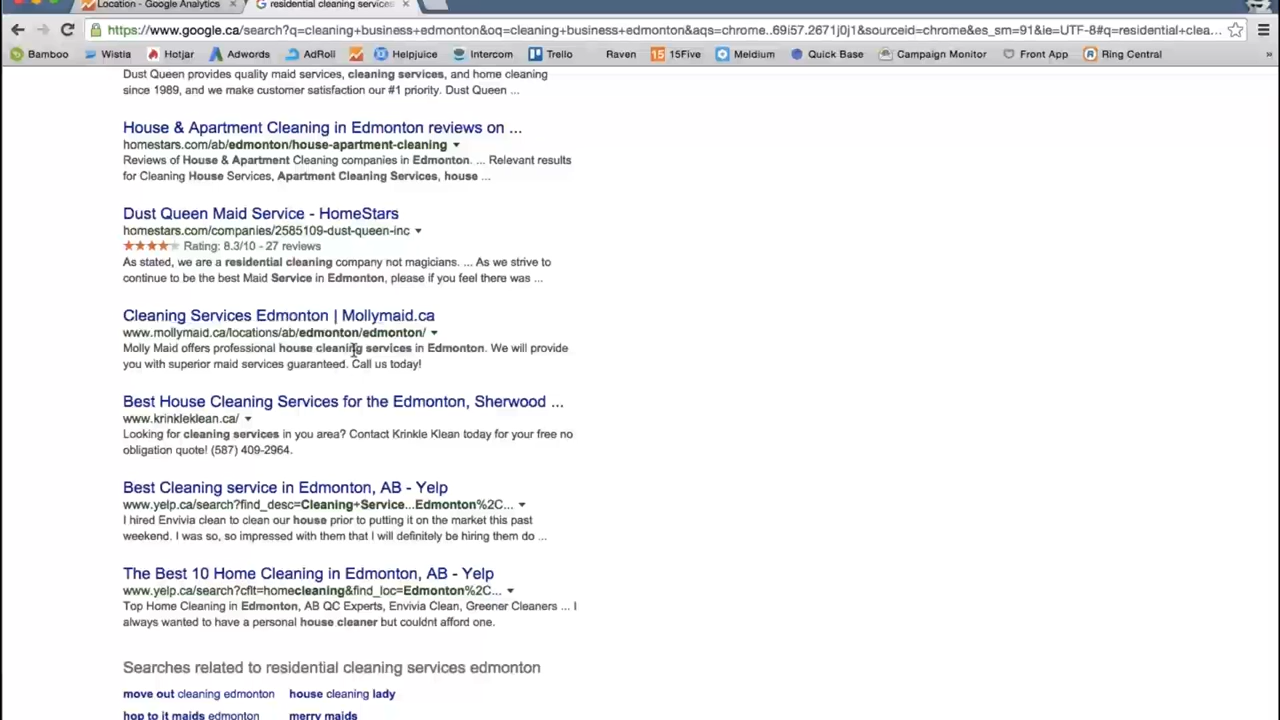 Location - Google Analytics × residential cleaning services ×
https://www.google.ca/search?q=cleaning+business+edmonton&oq=cleaning+business+edmonton&aqs=chrome..69i57.2671j0j1&sourceid=chrome&es_sm=91&ie=UTF-8#q=residential+clea...
Bamboo Wistia Hotjar Adwords AdRoll Helpjuice Intercom Trello Raven 15Five Meldium Quick Base Campaign Monitor Front App Ring Central »
Dust Queen provides quality maid services, cleaning services, and home cleaning
since 1989, and we make customer satisfaction our #1 priority. Dust Queen ...
House & Apartment Cleaning in Edmonton reviews on ...
homestars.com/ab/edmonton/house-apartment-cleaning
Reviews of House & Apartment Cleaning companies in Edmonton. ... Relevant results
for Cleaning House Services, Apartment Cleaning Services, house ...
Dust Queen Maid Service - HomeStars
homestars.com/companies/2585109-dust-queen-inc
Rating: 8.3/10 - 27 reviews
As stated, we are a residential cleaning company not magicians. ... As we strive to
continue to be the best Maid Service in Edmonton, please if you feel there was ...
Cleaning Services Edmonton | Mollymaid.ca
www.mollymaid.ca/locations/ab/edmonton/edmonton/
Molly Maid offers professional house cleaning services in Edmonton. We will provide
you with superior maid services guaranteed. Call us today!
Best House Cleaning Services for the Edmonton, Sherwood ...
www.krinkleklean.ca/
Looking for cleaning services in you area? Contact Krinkle Klean today for your free no
obligation quote! (587) 409-2964.
Best Cleaning service in Edmonton, AB - Yelp
www.yelp.ca/search?find_desc=Cleaning+Service...Edmonton%2C...
I hired Envivia clean to clean our house prior to putting it on the market this past
weekend. I was so, so impressed with them that I will definitely be hiring them do ...
The Best 10 Home Cleaning in Edmonton, AB - Yelp
www.yelp.ca/search?cflt=homecleaning&find_loc=Edmonton%2C...
Top Home Cleaning in Edmonton, AB QC Experts, Envivia Clean, Greener Cleaners ... I
always wanted to have a personal house cleaner but couldnt afford one.
Searches related to residential cleaning services edmonton
move out cleaning edmonton house cleaning lady
hop to it maids edmonton merry maids